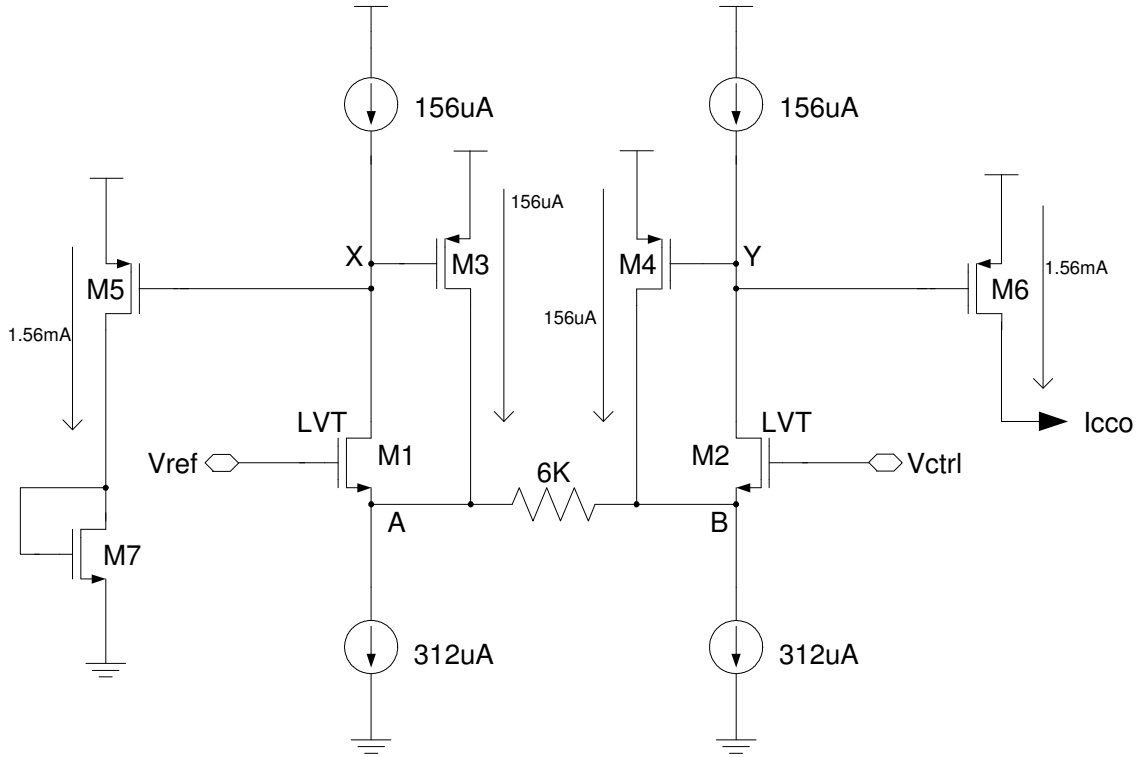 156uA
156uA
156uA
X
M3
M4
Y
M5
M6
1.56mA
156uA
1.56mA
LVT
LVT
Icco
Vref
M1
M2
Vctrl
6K
A
B
M7
312uA
312uA